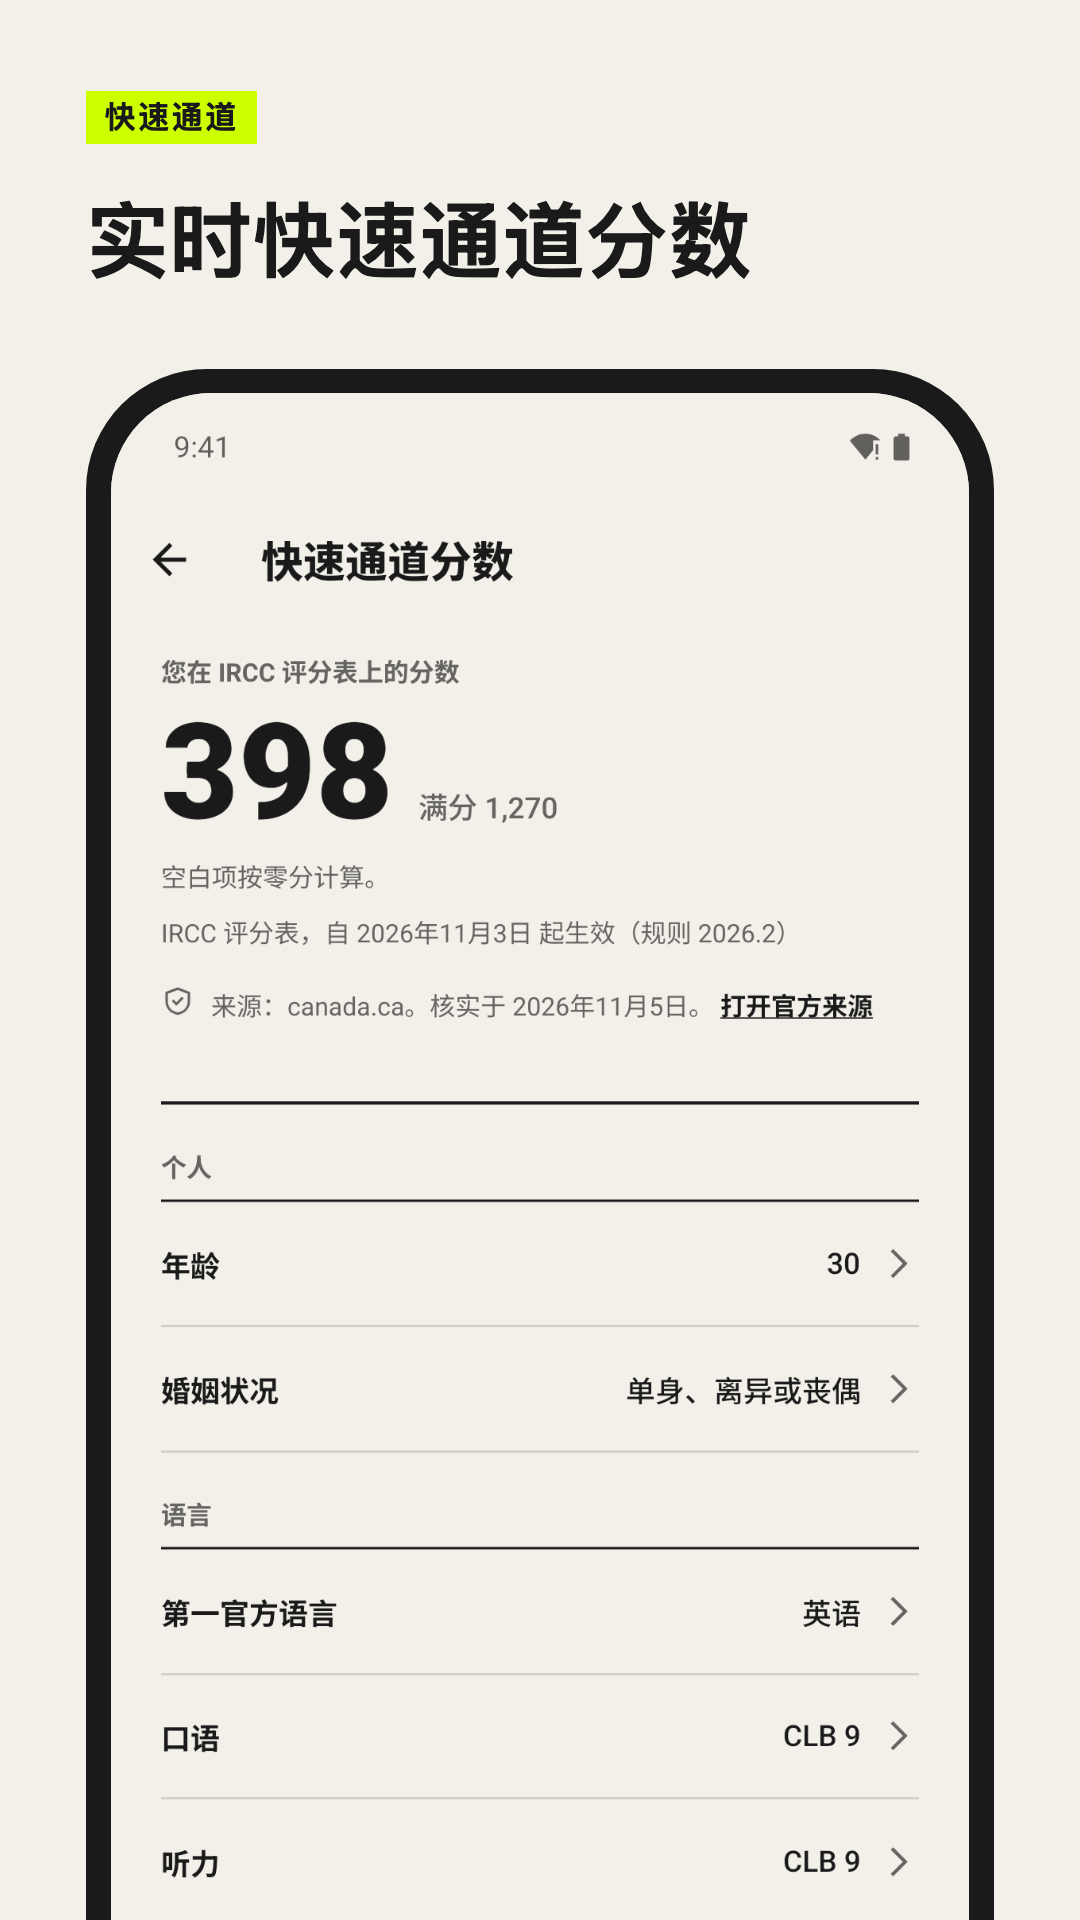 快速通道
实时快速通道分数
9:41
快速通道分数
您在 IRCC 评分表上的分数
398 满分 1,270
空白项按零分计算。
IRCC 评分表，自 2026年11月3日 起生效（规则 2026.2）
来源：canada.ca。核实于 2026年11月5日。 打开官方来源
个人
年龄 30
婚姻状况 单身、离异或丧偶
语言
第一官方语言 英语
口语 CLB 9
听力 CLB 9